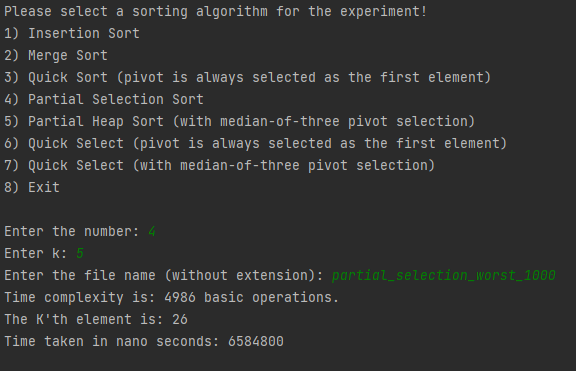 Please select a sorting algorithm for the experiment!
1) Insertion Sort
2) Merge Sort
3) Quick Sort (pivot is always selected as the first element)
4) Partial Selection Sort
5) Partial Heap Sort (with median-of-three pivot selection)
6) Quick Select (pivot is always selected as the first element)
7) Quick Select (with median-of-three pivot selection)
8) Exit
Enter the number: 4
Enter k: 5
Enter the file name (without extension): partial_selection_worst_1000
Time complexity is: 4986 basic operations.
The K'th element is: 26
Time taken in nano seconds: 6584800